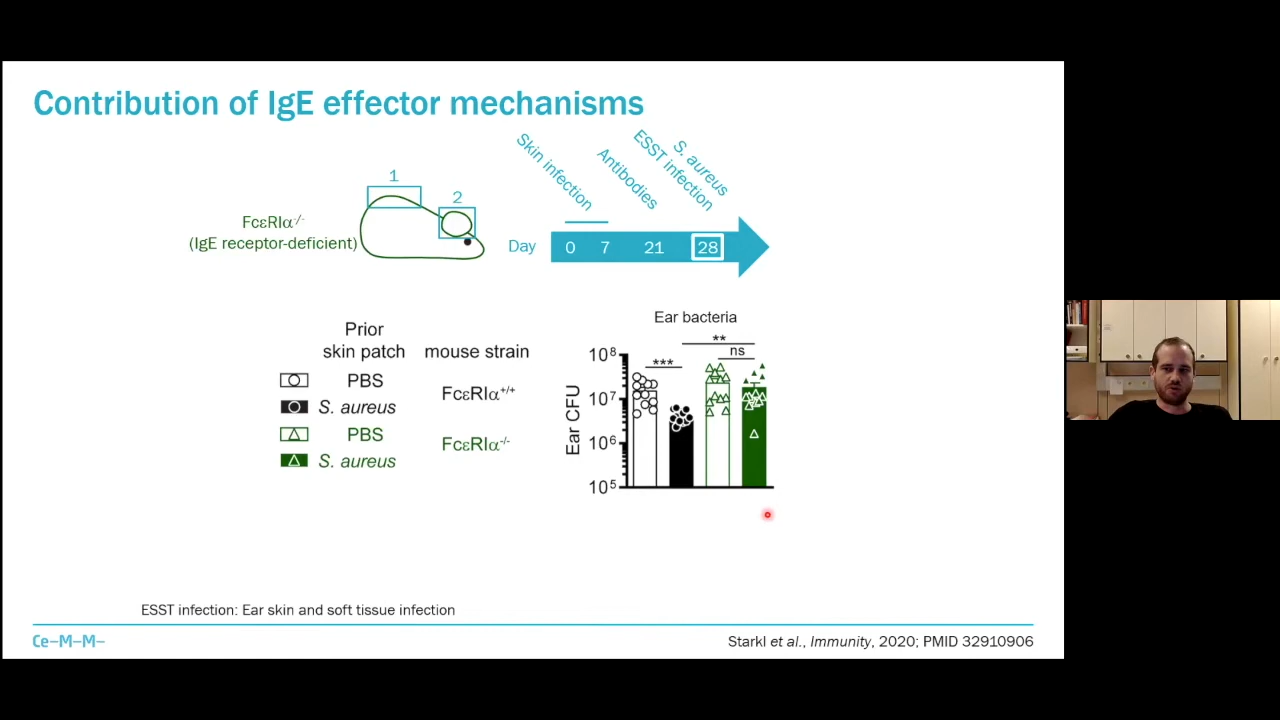 Contribution of IgE effector mechanisms
1
2
FcεRIα-/-
(IgE receptor-deficient)
Skin infection
Antibodies
S. aureus
ESST infection
Day
0 7 21 28
Prior
skin patch
mouse strain
PBS
S. aureus
FcεRIα+/+
PBS
S. aureus
FcεRIα-/-
Ear bacteria
**
ns
***
Ear CFU
10^8
10^7
10^6
10^5
ESST infection: Ear skin and soft tissue infection
Ce–M–M–
Starkl et al., Immunity, 2020; PMID 32910906